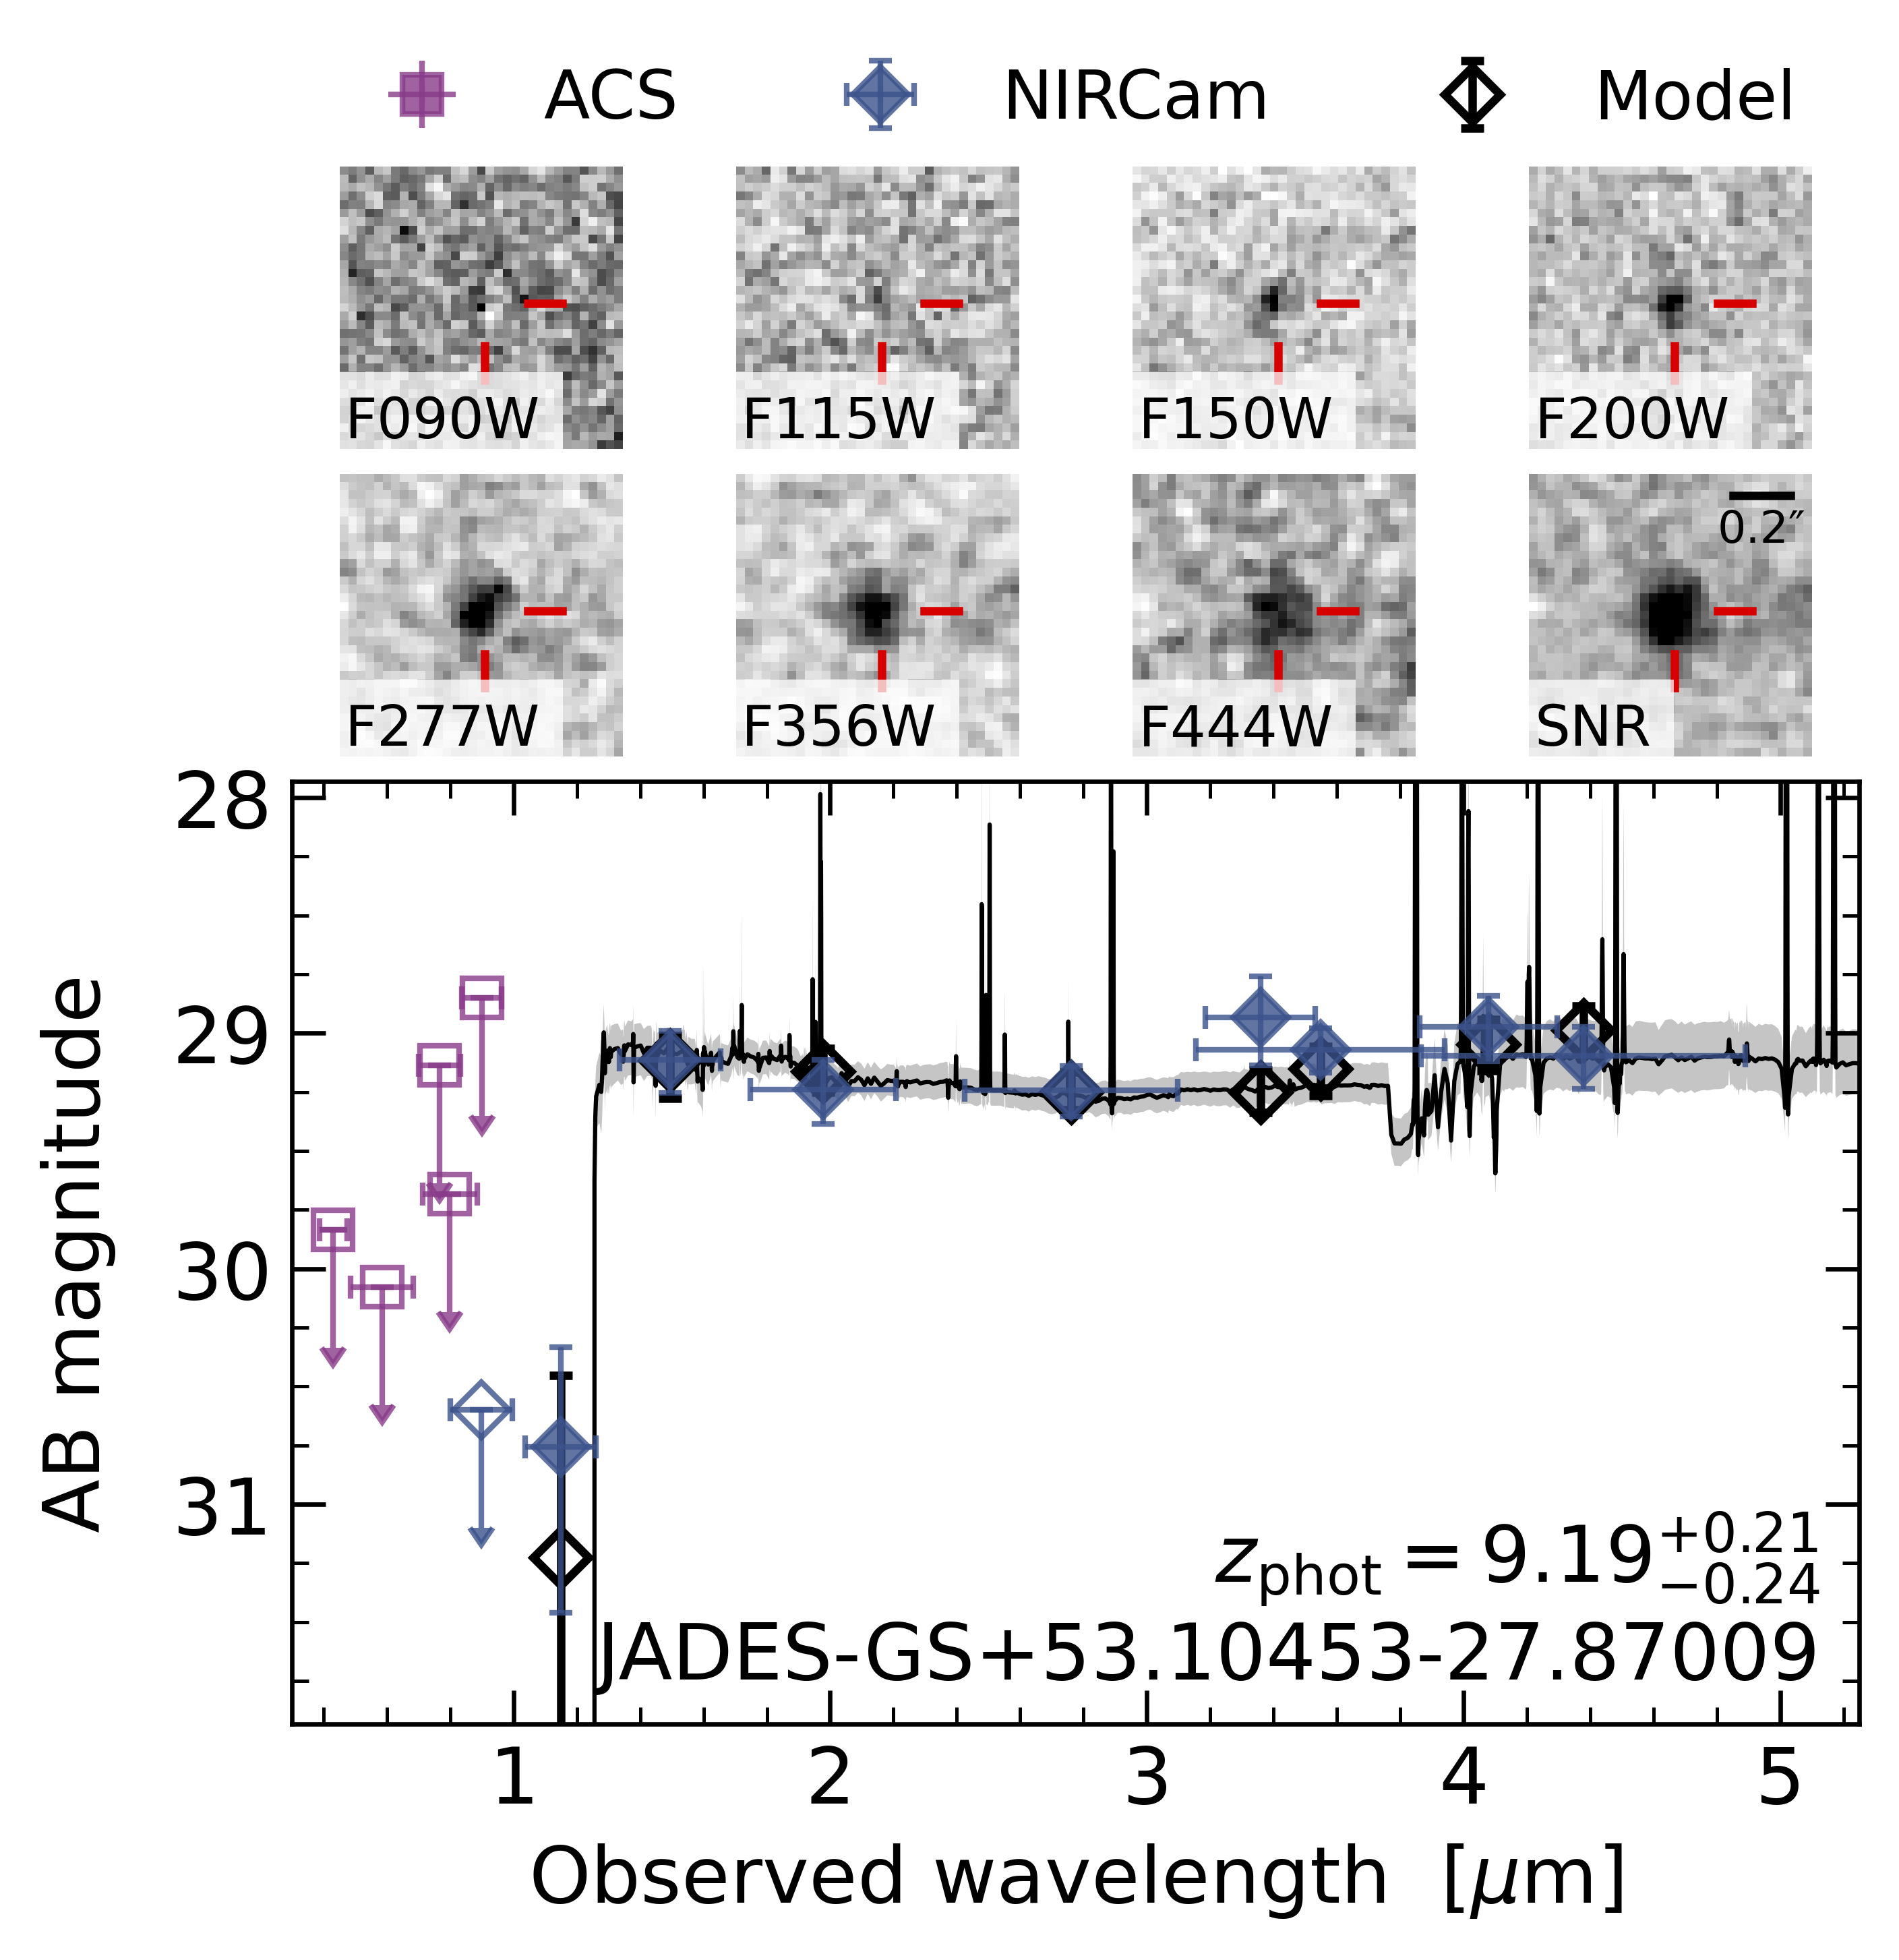 ACS NIRCam Model
F090W F115W F150W F200W
0.2″
F277W F356W F444W SNR
28
29
30
31
AB magnitude
z_phot = 9.19^{+0.21}_{−0.24}
JADES-GS+53.10453-27.87009
1 2 3 4 5
Observed wavelength [μm]